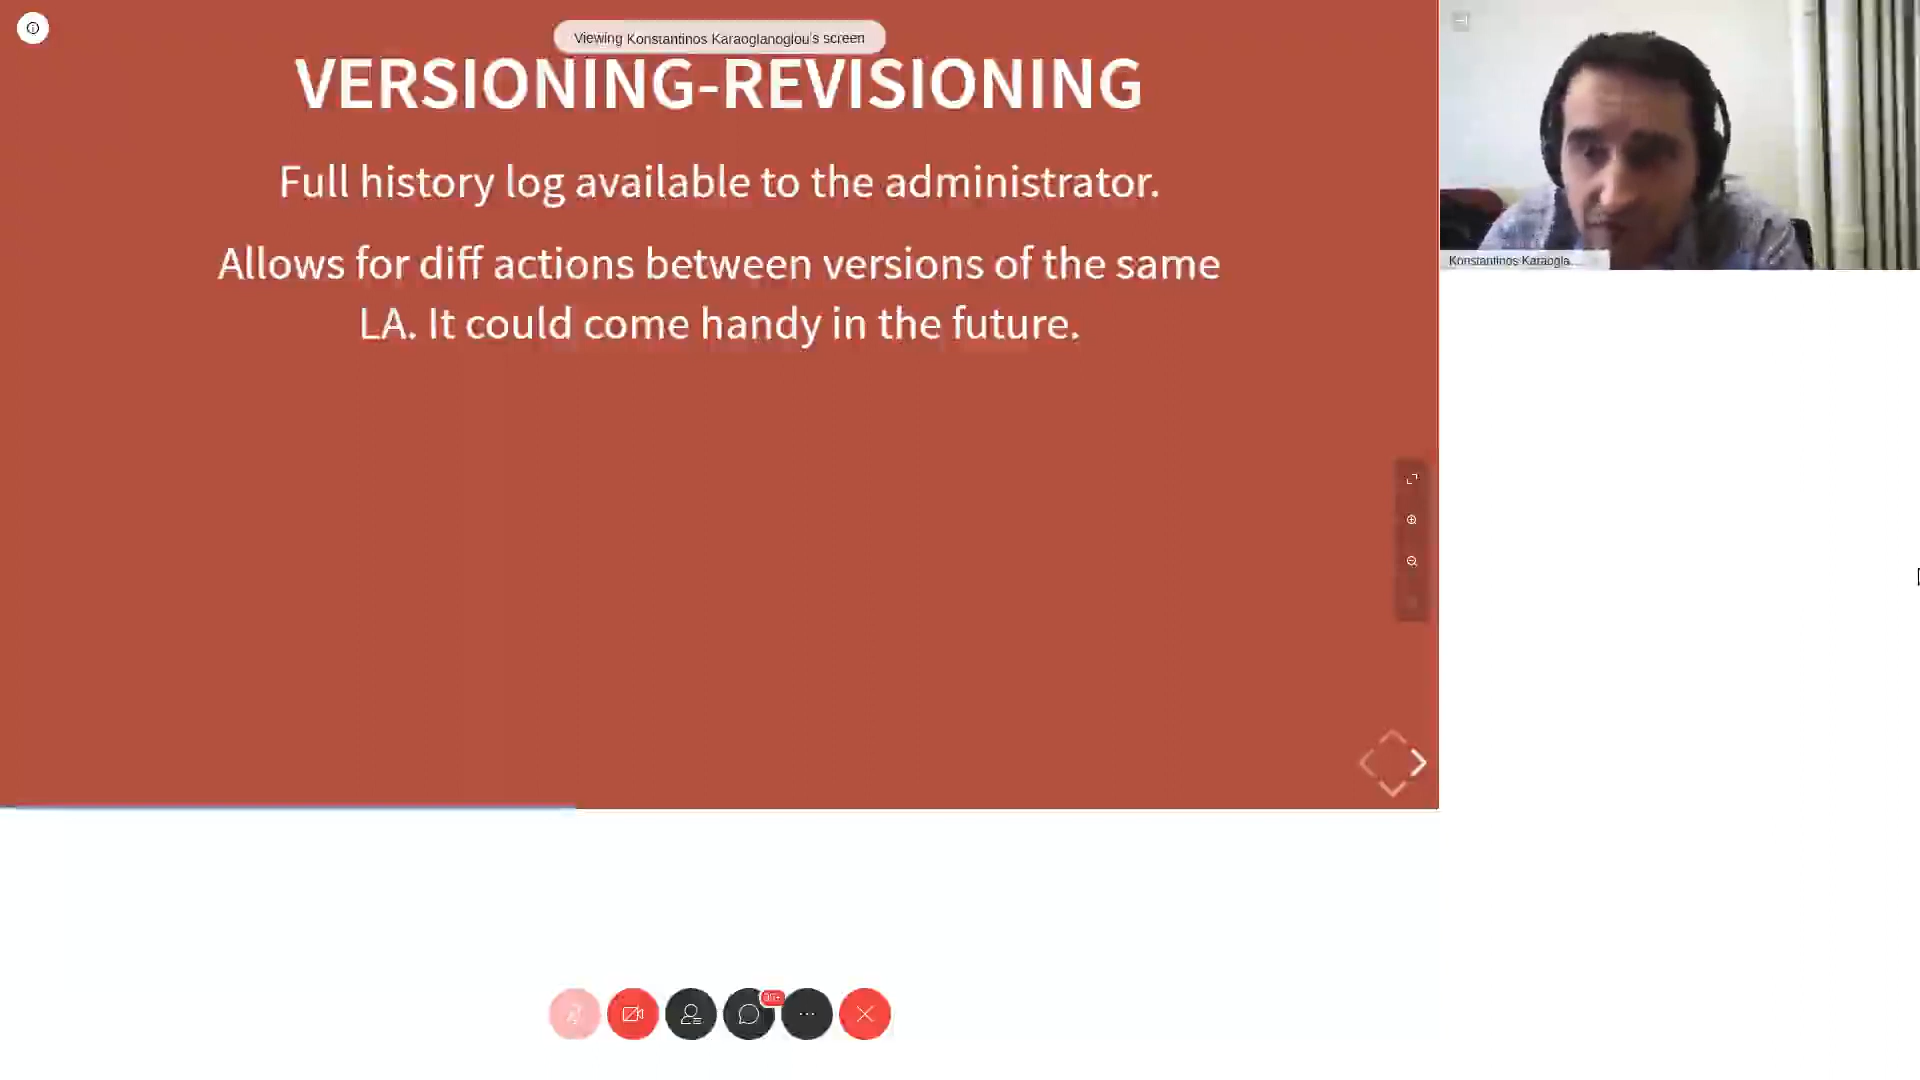 Viewing Konstantinos Karaoglanoglou's screen
VERSIONING-REVISIONING
Full history log available to the administrator.
Allows for diff actions between versions of the same
LA. It could come handy in the future.
Konstantinos Karaogla...